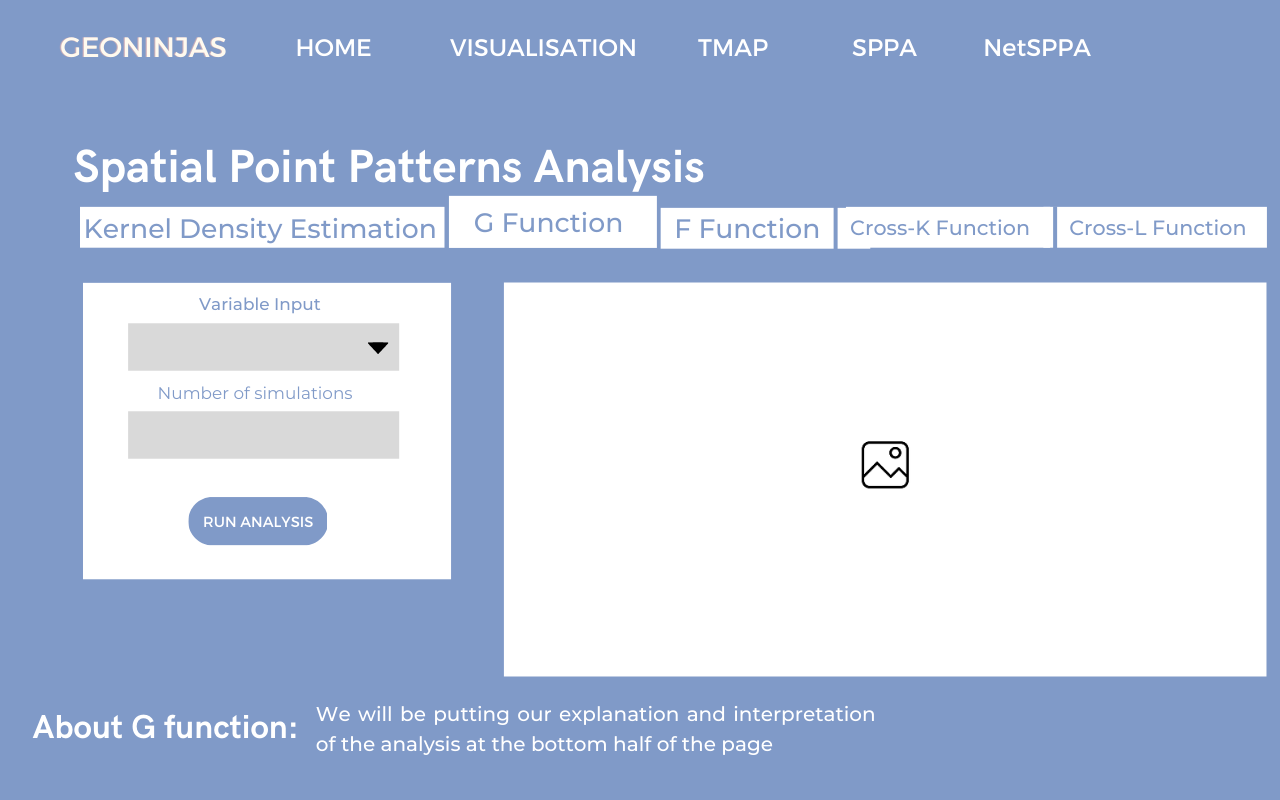 GEONINJAS HOME VISUALISATION TMAP SPPA NetSPPA
Spatial Point Patterns Analysis
Kernel Density Estimation G Function F Function Cross-K Function Cross-L Function
Variable Input
Number of simulations
RUN ANALYSIS
About G function:
We will be putting our explanation and interpretation
of the analysis at the bottom half of the page